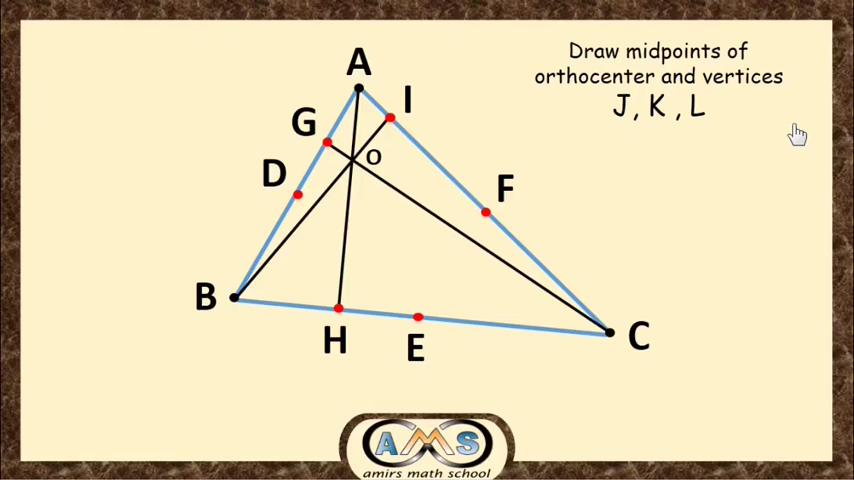 Draw midpoints of
orthocenter and vertices
J, K , L
A
I
G
O
D
F
B
H
E
C
AMS
amirs math school